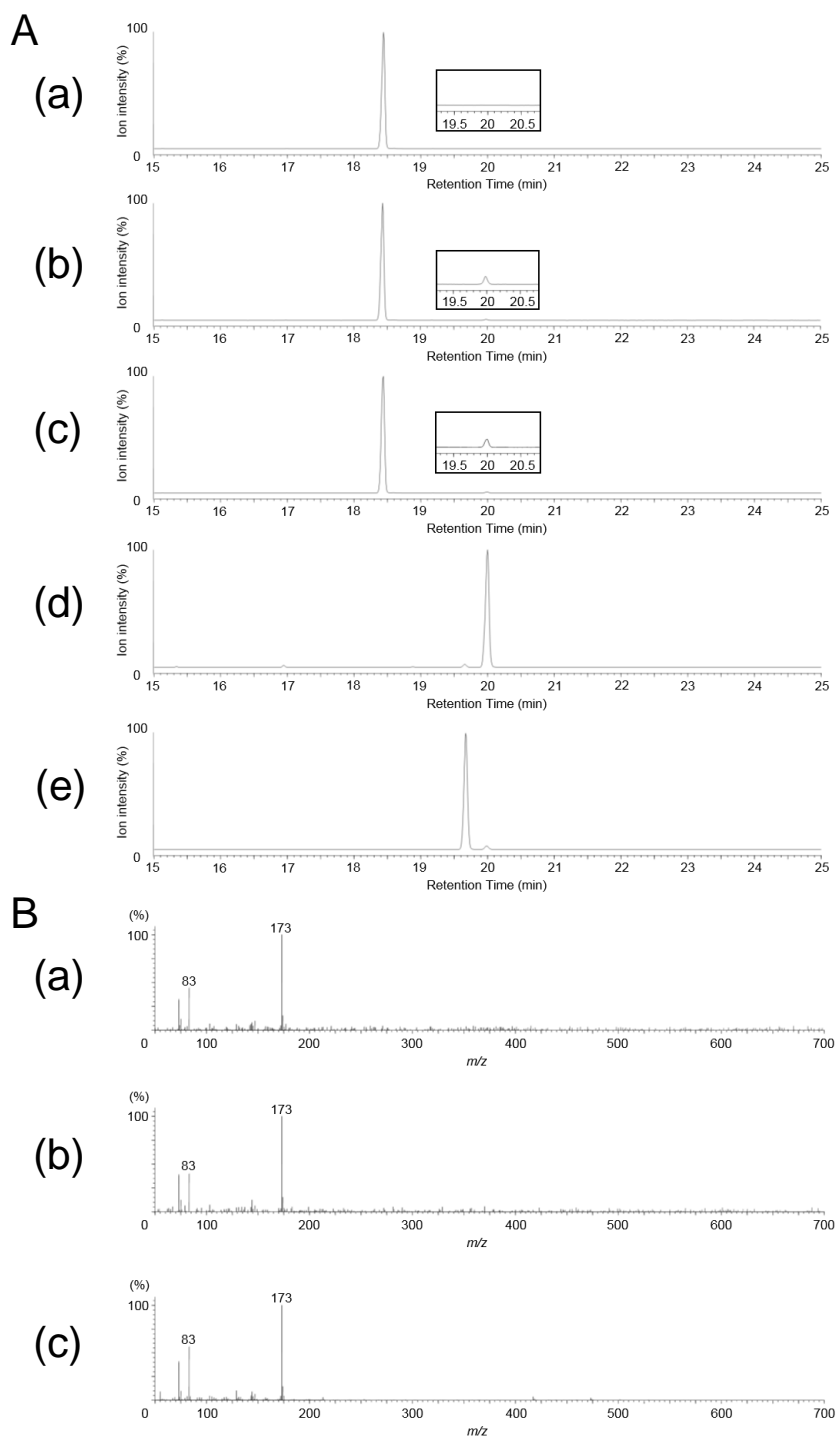 A
(a)
Ion intensity (%)
100
0
19.5 20 20.5
15 16 17 18 19 20 21 22 23 24 25
Retention Time (min)
(b)
Ion intensity (%)
100
0
19.5 20 20.5
15 16 17 18 19 20 21 22 23 24 25
Retention Time (min)
(c)
Ion intensity (%)
100
0
19.5 20 20.5
15 16 17 18 19 20 21 22 23 24 25
Retention Time (min)
(d)
Ion intensity (%)
100
0
15 16 17 18 19 20 21 22 23 24 25
Retention Time (min)
(e)
Ion intensity (%)
100
0
15 16 17 18 19 20 21 22 23 24 25
Retention Time (min)
B
(a)
(%)
100
173
83
0 100 200 300 400 500 600 700
m/z
(b)
(%)
100
173
83
0 100 200 300 400 500 600 700
m/z
(c)
(%)
100
173
83
0 100 200 300 400 500 600 700
m/z